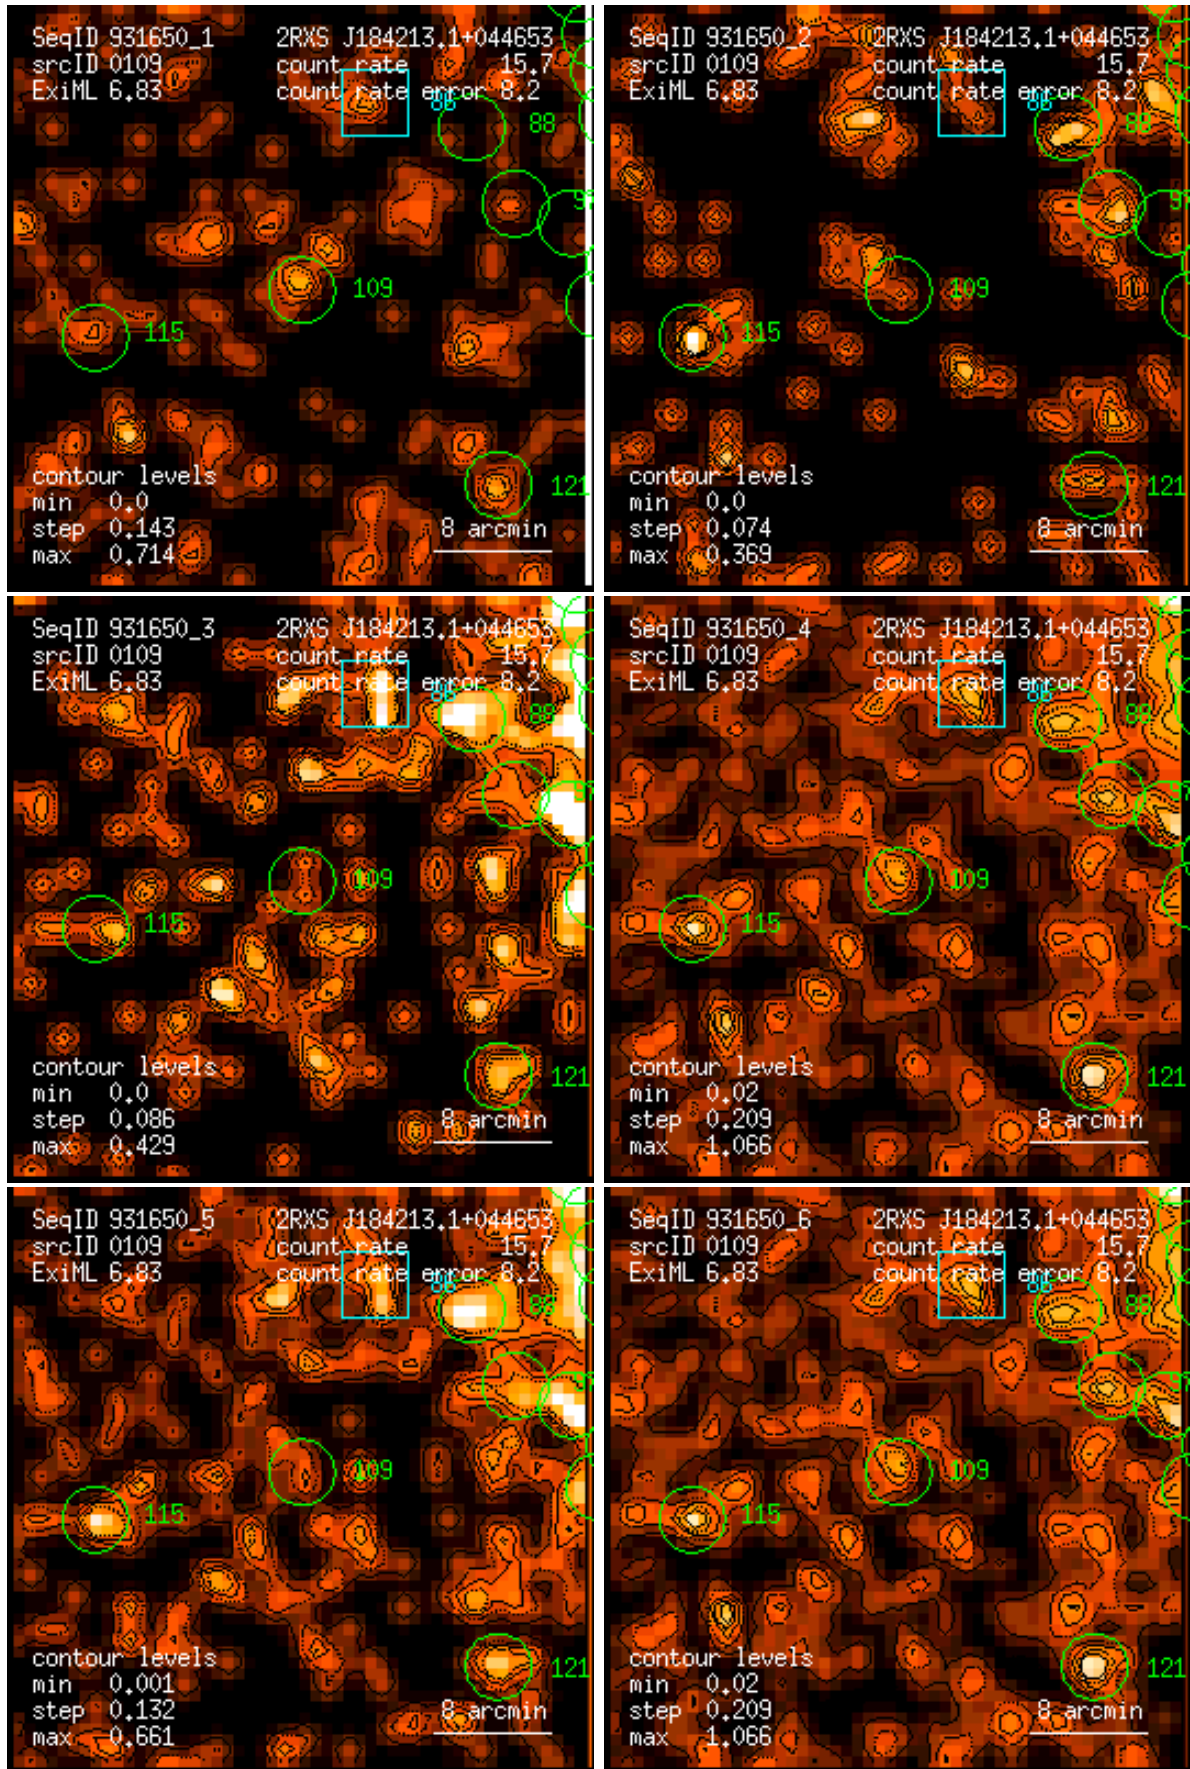 SeqID 931650_1 2RXS J184213.1+044653
srcID 0109 count rate 15.7
ExiML 6.83 count rate error 8.2
86
88
97
109
115
contour levels
min 0.0
121
step 0.143 8 arcmin
max 0.714
SeqID 931650_2 2RXS J184213.1+044653
srcID 0109 count rate 15.7
ExiML 6.83 count rate error 8.2
86
88
97
109
115
contour levels
min 0.0
121
step 0.074 8 arcmin
max 0.369
SeqID 931650_3 2RXS J184213.1+044653
srcID 0109 count rate 15.7
ExiML 6.83 count rate error 8.2
86
88
97
109
115
contour levels
min 0.0
121
step 0.086 8 arcmin
max 0.429
SeqID 931650_4 2RXS J184213.1+044653
srcID 0109 count rate 15.7
ExiML 6.83 count rate error 8.2
86
88
97
109
115
contour levels
min 0.02
121
step 0.209 8 arcmin
max 1.066
SeqID 931650_5 2RXS J184213.1+044653
srcID 0109 count rate 15.7
ExiML 6.83 count rate error 8.2
86
88
97
109
115
contour levels
min 0.001
121
step 0.132 8 arcmin
max 0.661
SeqID 931650_6 2RXS J184213.1+044653
srcID 0109 count rate 15.7
ExiML 6.83 count rate error 8.2
86
88
97
109
115
contour levels
min 0.02
121
step 0.209 8 arcmin
max 1.066